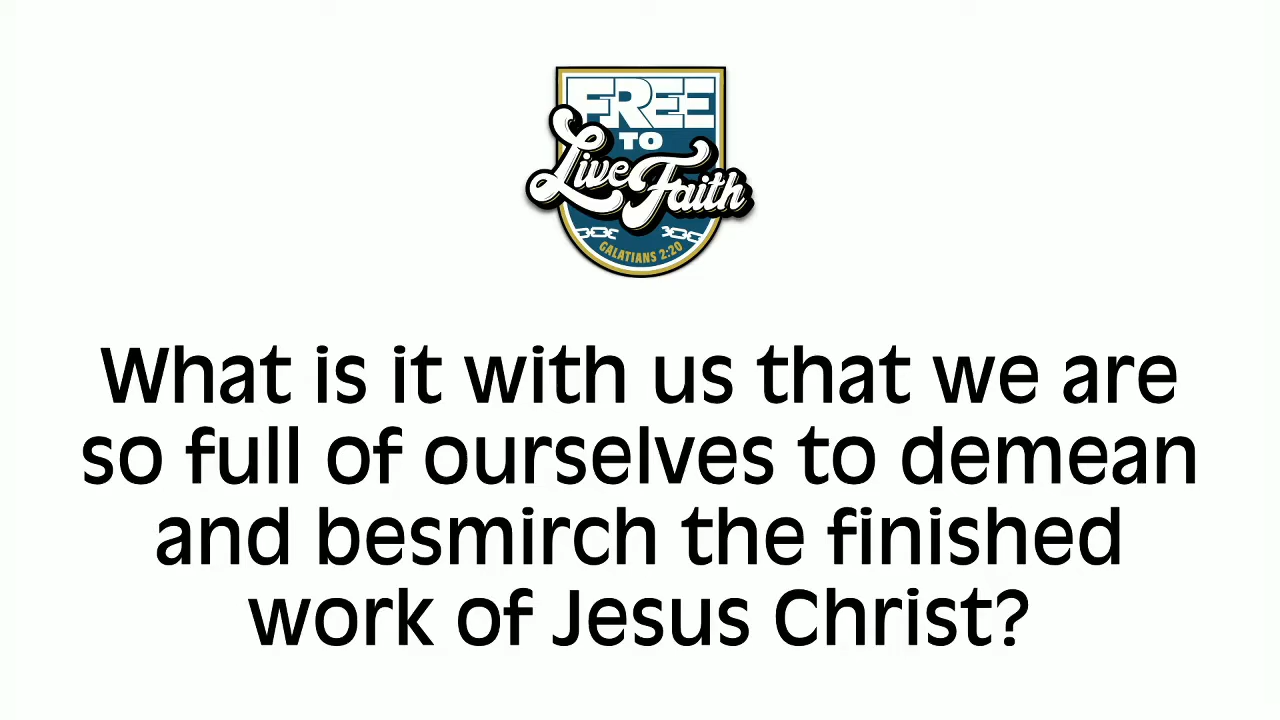 FREE
TO
Live Faith
GALATIANS 2:20
What is it with us that we are
so full of ourselves to demean
and besmirch the finished
work of Jesus Christ?